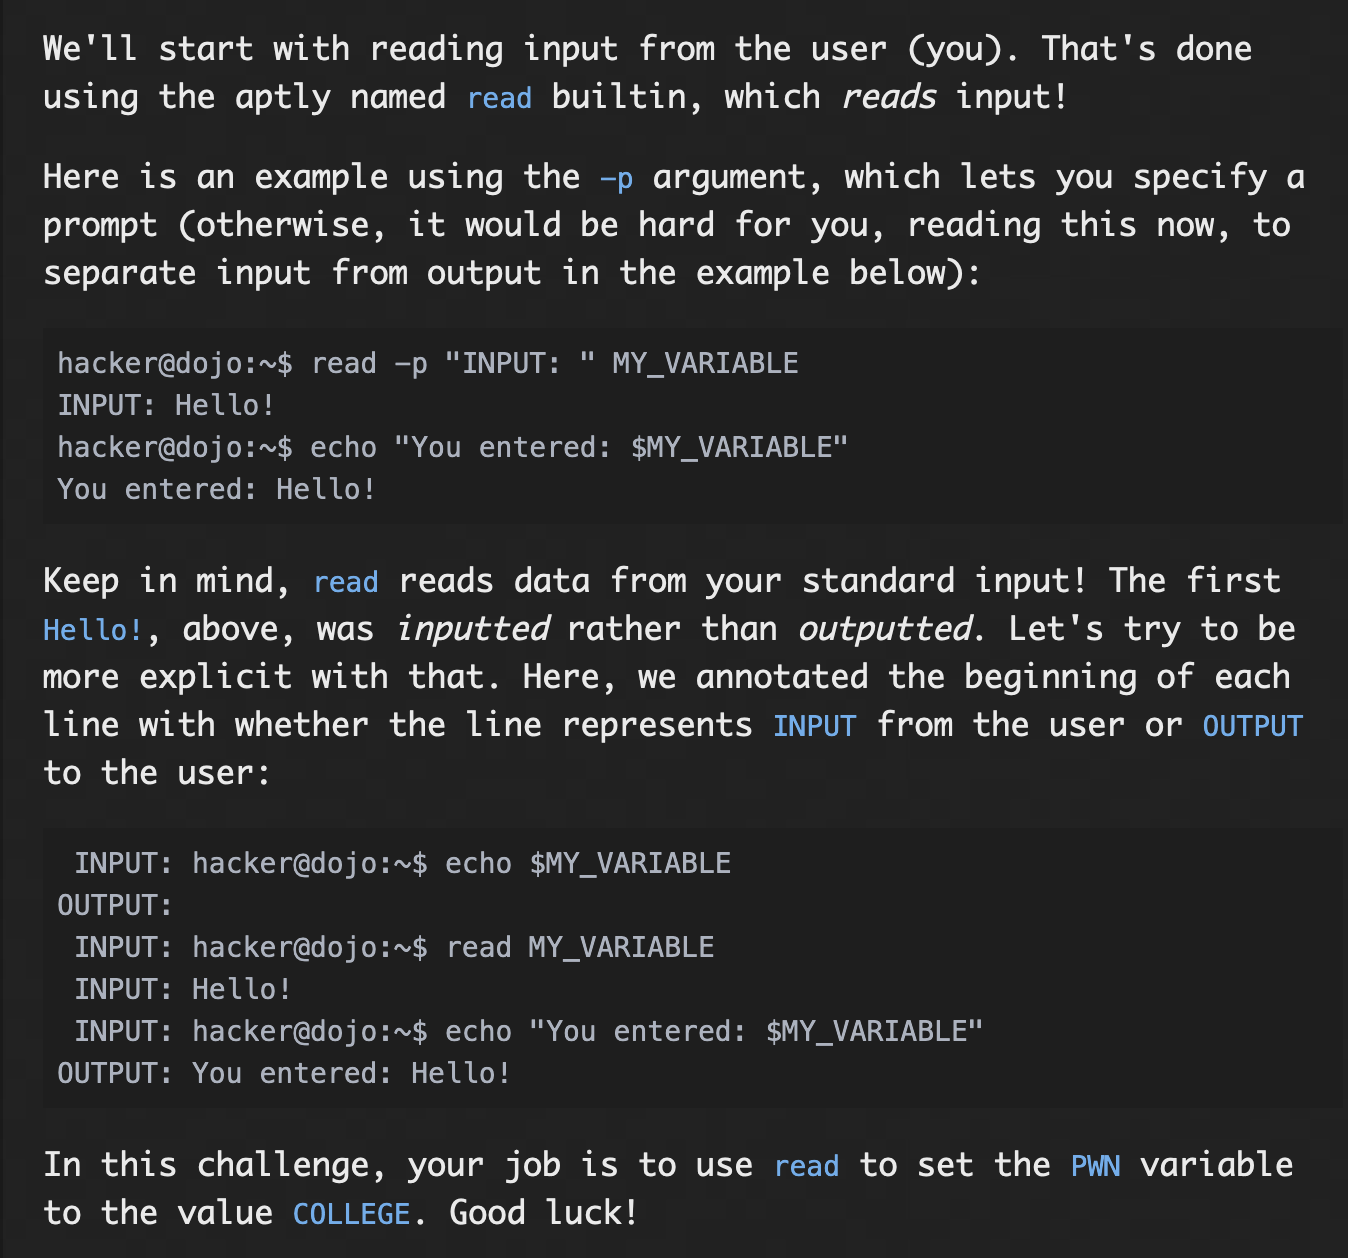 We'll start with reading input from the user (you). That's done
using the aptly named read builtin, which reads input!
Here is an example using the -p argument, which lets you specify a
prompt (otherwise, it would be hard for you, reading this now, to
separate input from output in the example below):
hacker@dojo:~$ read -p "INPUT: " MY_VARIABLE
INPUT: Hello!
hacker@dojo:~$ echo "You entered: $MY_VARIABLE"
You entered: Hello!
Keep in mind, read reads data from your standard input! The first
Hello!, above, was inputted rather than outputted. Let's try to be
more explicit with that. Here, we annotated the beginning of each
line with whether the line represents INPUT from the user or OUTPUT
to the user:
 INPUT: hacker@dojo:~$ echo $MY_VARIABLE
OUTPUT:
 INPUT: hacker@dojo:~$ read MY_VARIABLE
 INPUT: Hello!
 INPUT: hacker@dojo:~$ echo "You entered: $MY_VARIABLE"
OUTPUT: You entered: Hello!
In this challenge, your job is to use read to set the PWN variable
to the value COLLEGE. Good luck!